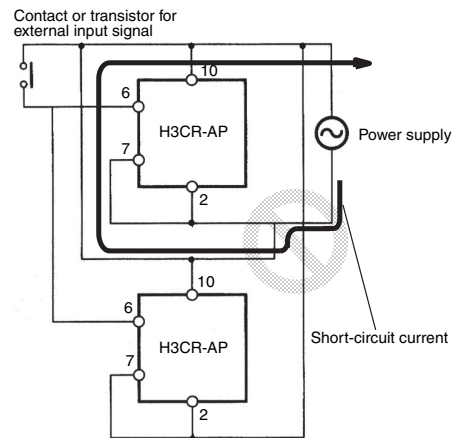 Contact or transistor for
external input signal
10
6
H3CR-AP
Power supply
7
2
10
6
H3CR-AP
Short-circuit current
7
2